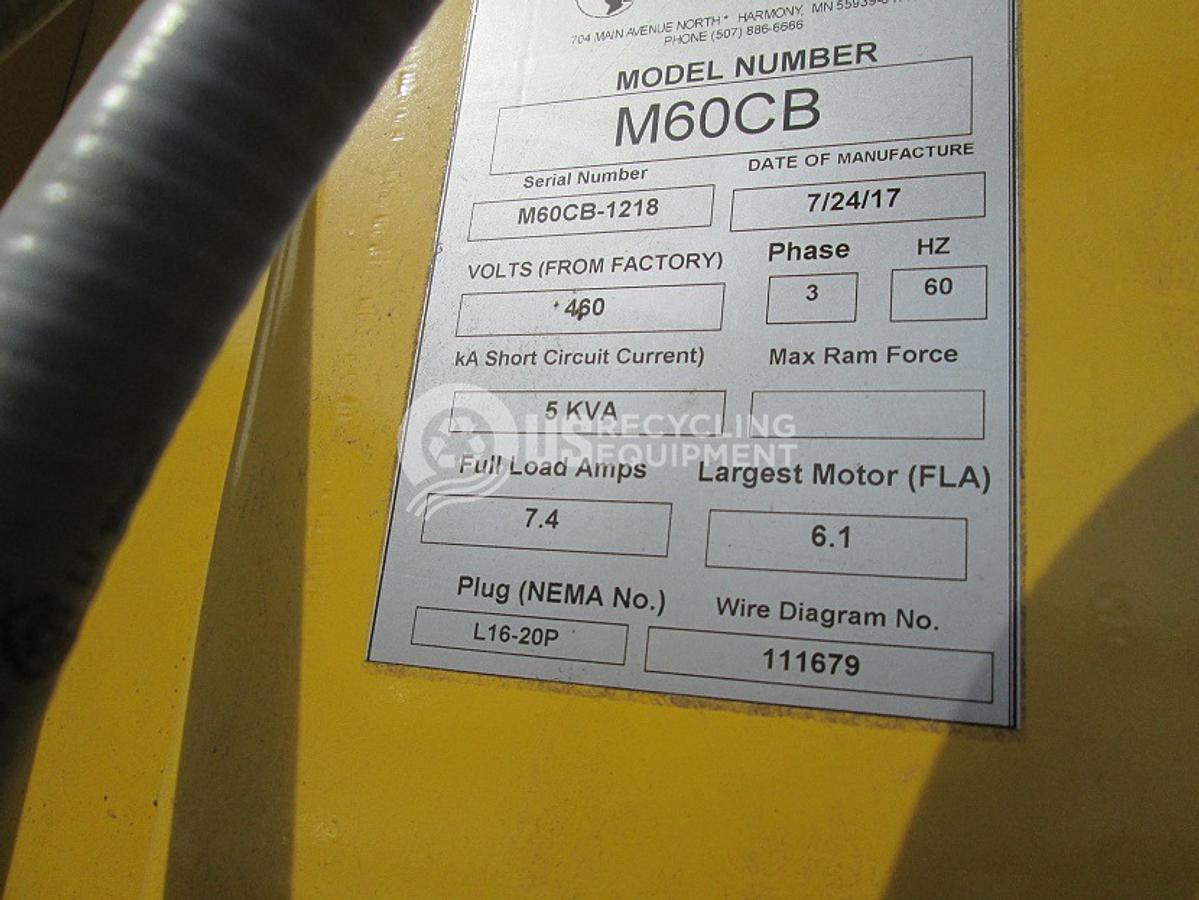 704 MAIN AVENUE NORTH * HARMONY, MN
PHONE (507) 886-6666
MODEL NUMBER
M60CB
Serial Number DATE OF MANUFACTURE
M60CB-1218 7/24/17
VOLTS (FROM FACTORY) Phase HZ
460 3 60
kA Short Circuit Current) Max Ram Force
5 KVA
US RECYCLING
EQUIPMENT
Full Load Amps Largest Motor (FLA)
7.4 6.1
Plug (NEMA No.) Wire Diagram No.
L16-20P 111679